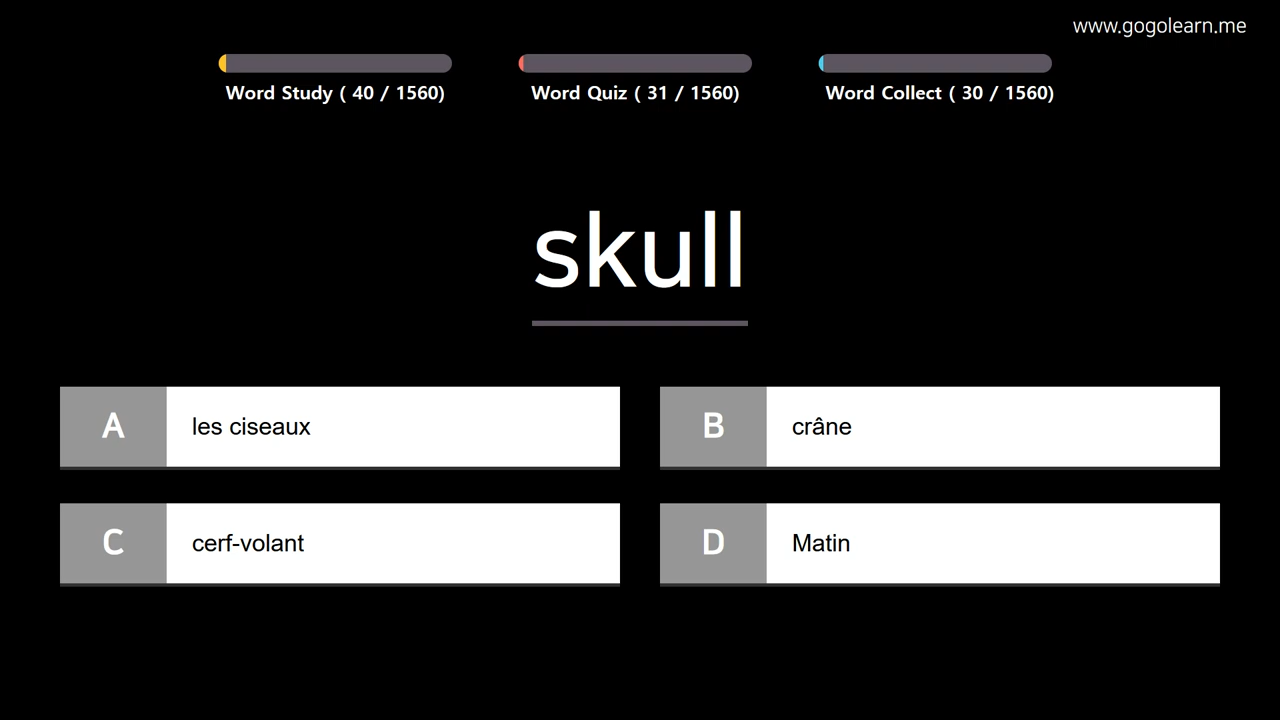 www.gogolearn.me
Word Study ( 40 / 1560)
Word Quiz ( 31 / 1560)
Word Collect ( 30 / 1560)
skull
A
les ciseaux
B
crâne
C
cerf-volant
D
Matin